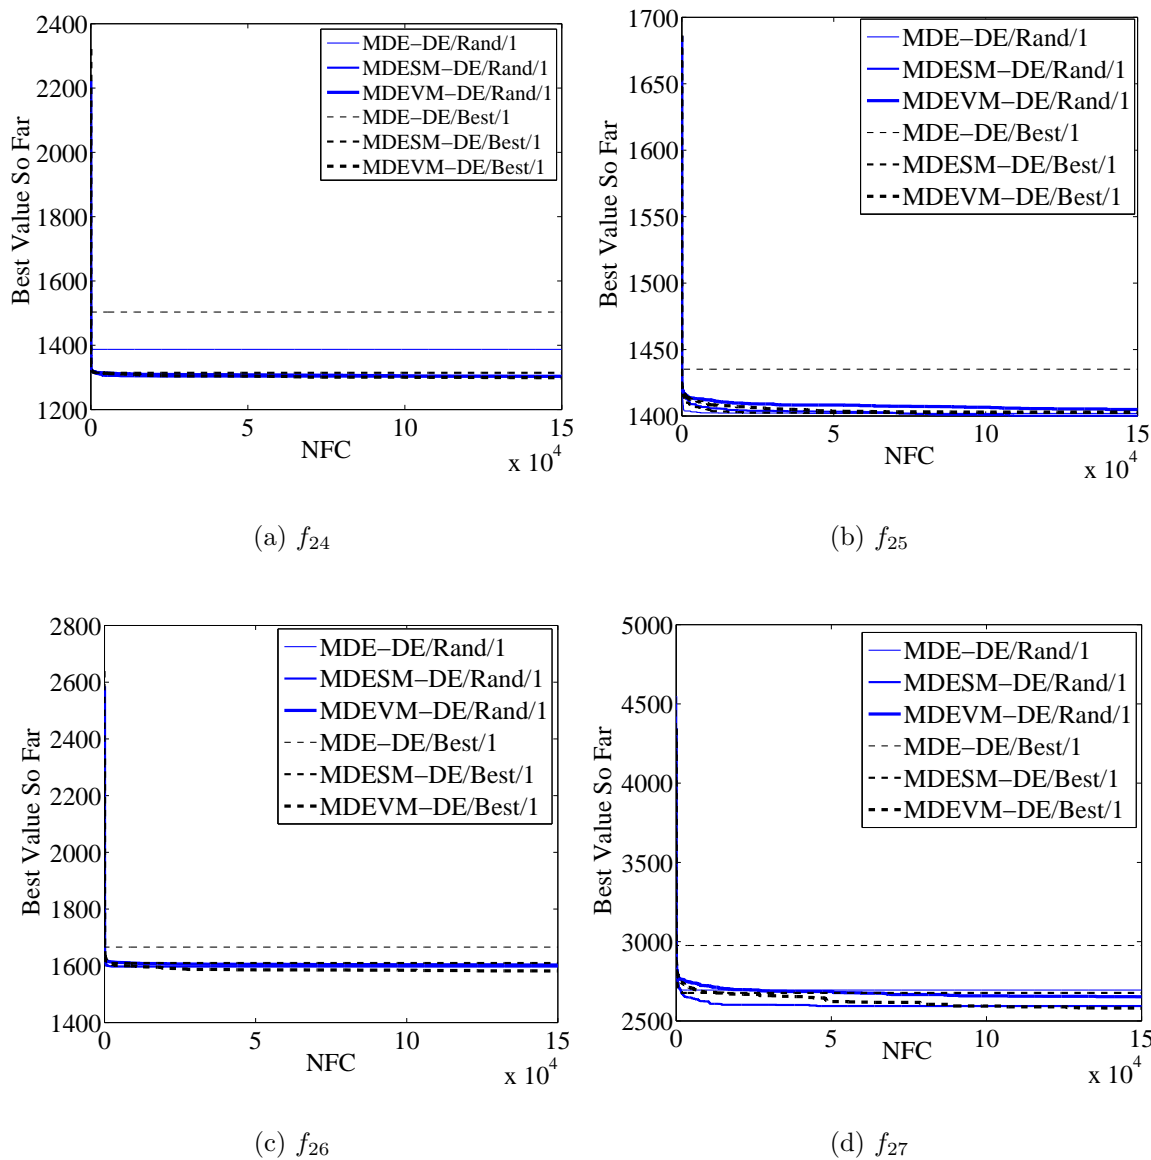 2400
2200
2000
1800
1600
1400
1200
Best Value So Far
0
5
10
15
NFC
x 10^4
MDE−DE/Rand/1
MDESM−DE/Rand/1
MDEVM−DE/Rand/1
MDE−DE/Best/1
MDESM−DE/Best/1
MDEVM−DE/Best/1
(a) f24
1700
1650
1600
1550
1500
1450
1400
Best Value So Far
0
5
10
15
NFC
x 10^4
MDE−DE/Rand/1
MDESM−DE/Rand/1
MDEVM−DE/Rand/1
MDE−DE/Best/1
MDESM−DE/Best/1
MDEVM−DE/Best/1
(b) f25
2800
2600
2400
2200
2000
1800
1600
1400
Best Value So Far
0
5
10
15
NFC
x 10^4
MDE−DE/Rand/1
MDESM−DE/Rand/1
MDEVM−DE/Rand/1
MDE−DE/Best/1
MDESM−DE/Best/1
MDEVM−DE/Best/1
(c) f26
5000
4500
4000
3500
3000
2500
Best Value So Far
0
5
10
15
NFC
x 10^4
MDE−DE/Rand/1
MDESM−DE/Rand/1
MDEVM−DE/Rand/1
MDE−DE/Best/1
MDESM−DE/Best/1
MDEVM−DE/Best/1
(d) f27